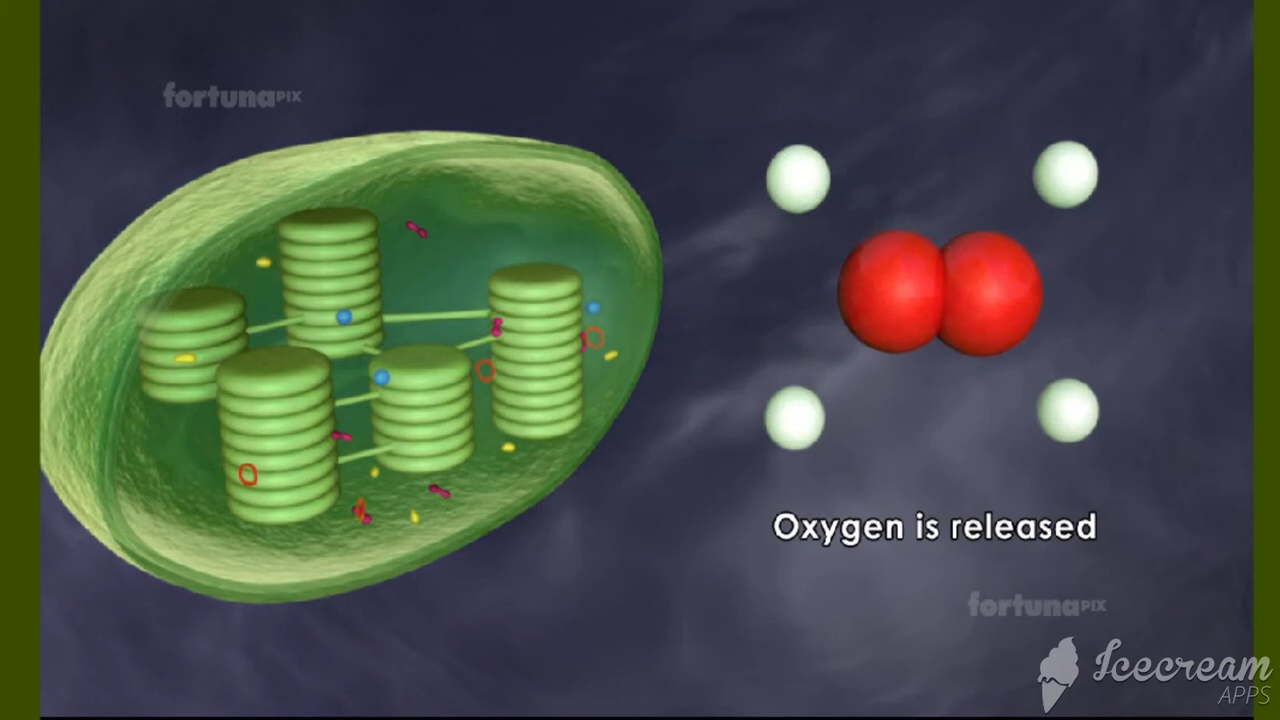 fortunaPIX
Oxygen is released
fortunaPIX
Icecream
APPS